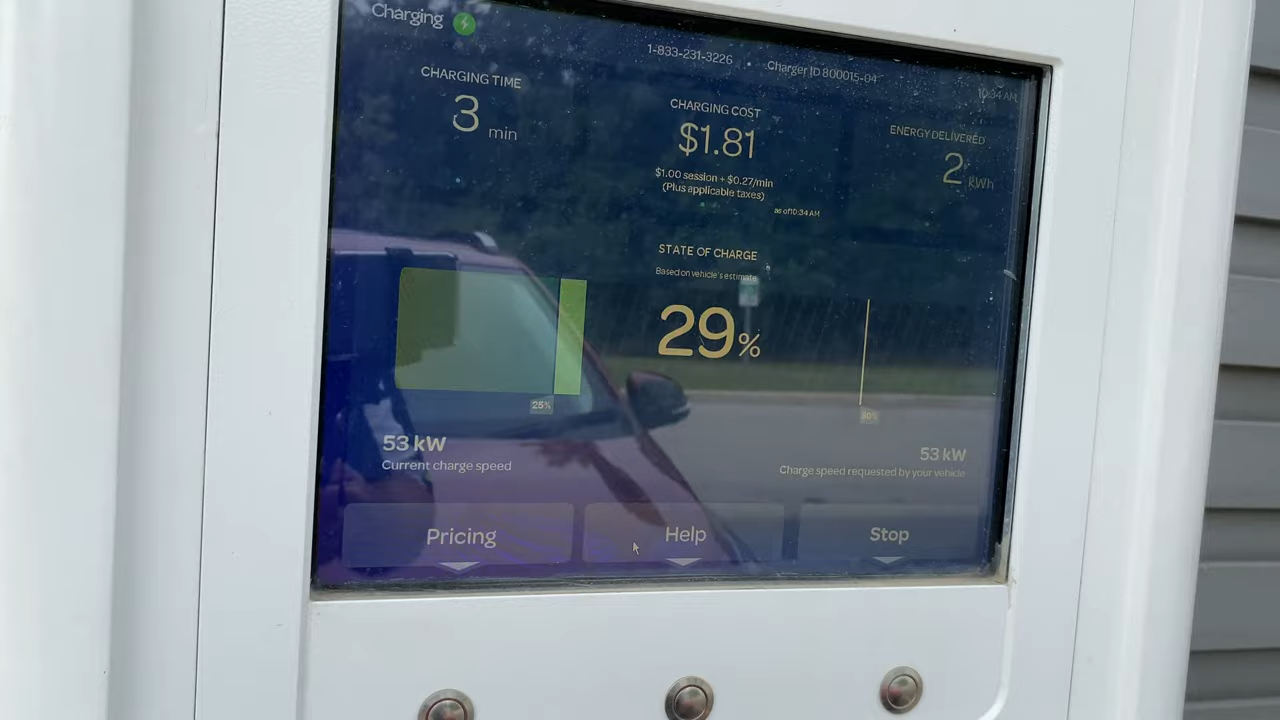 Charging
1-833-231-3226 • Charger ID 800015-04
10:34 AM
CHARGING TIME
3 min
CHARGING COST
$1.81
$1.00 session + $0.27/min
(Plus applicable taxes)
as of 10:34 AM
ENERGY DELIVERED
2 kWh
STATE OF CHARGE
Based on vehicle's estimate
29%
25%
53 kW
Current charge speed
53 kW
Charge speed requested by your vehicle
Pricing
Help
Stop